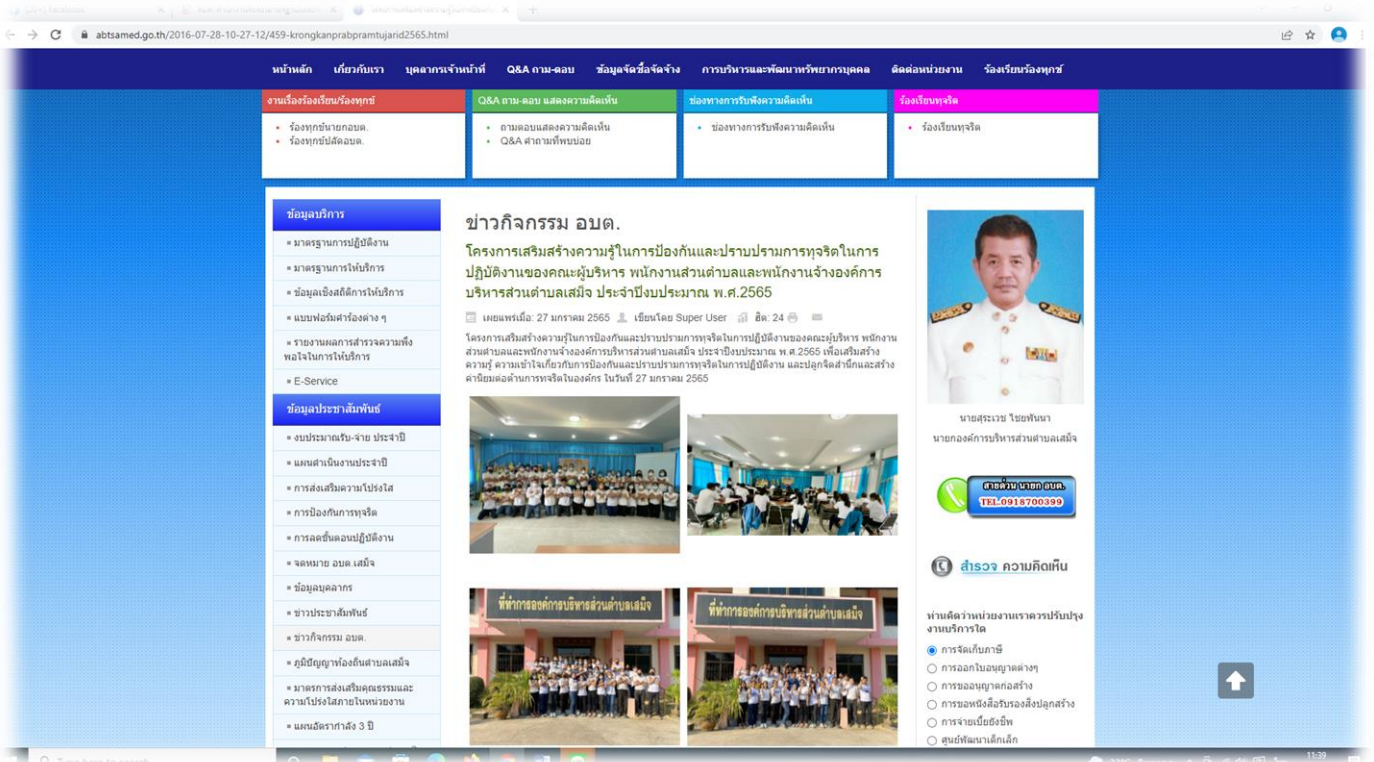 abtsamed.go.th/2016-07-28-10-27-12/459-krongkanprabpramtujarid2565.html
หน้าหลัก เกี่ยวกับเรา บุคลากรเจ้าหน้าที่ Q&A ถาม-ตอบ ข้อมูลจัดซื้อจัดจ้าง การบริหารและพัฒนาทรัพยากรบุคคล ติดต่อหน่วยงาน ร้องเรียนร้องทุกข์
งานเรื่องร้องเรียน/ร้องทุกข์
• ร้องทุกข์นายกอบต.
• ร้องทุกข์ปลัดอบต.
Q&A ถาม-ตอบ แสดงความคิดเห็น
• ถามตอบแสดงความคิดเห็น
• Q&A คำถามที่พบบ่อย
ช่องทางการรับฟังความคิดเห็น
• ช่องทางการรับฟังความคิดเห็น
ร้องเรียนทุจริต
• ร้องเรียนทุจริต
ข้อมูลบริการ
มาตรฐานการปฏิบัติงาน
มาตรฐานการให้บริการ
ข้อมูลเชิงสถิติการให้บริการ
แบบฟอร์มคำร้องต่าง ๆ
รายงานผลการสำรวจความพึง
พอใจในการให้บริการ
E-Service
ข้อมูลประชาสัมพันธ์
งบประมาณรับ-จ่าย ประจำปี
แผนดำเนินงานประจำปี
การส่งเสริมความโปร่งใส
การป้องกันการทุจริต
การลดขั้นตอนปฏิบัติงาน
จดหมาย อบต.เสมิ็จ
ข้อมูลบุคลากร
ข่าวประชาสัมพันธ์
ข่าวกิจกรรม อบต.
ภูมิปัญญาท้องถิ่นตำบลเสม็จ
มาตรการส่งเสริมคุณธรรมและ
ความโปร่งใสภายในหน่วยงาน
แผนอัตรากำลัง 3 ปี
ข่าวกิจกรรม อบต.
โครงการเสริมสร้างความรู้ในการป้องกันและปราบปรามการทุจริตในการ
ปฏิบัติงานของคณะผู้บริหาร พนักงานส่วนตำบลและพนักงานจ้างองค์การ
บริหารส่วนตำบลเสม็จ ประจำปีงบประมาณ พ.ศ.2565
เผยแพร่เมื่อ: 27 มกราคม 2565 เขียนโดย Super User ฮิต: 24
โครงการเสริมสร้างความรู้ในการป้องกันและปราบปรามการทุจริตในการปฏิบัติงานของคณะผู้บริหาร พนักงาน
ส่วนตำบลและพนักงานจ้างองค์การบริหารส่วนตำบลเสม็จ ประจำปีงบประมาณ พ.ศ.2565 เพื่อเสริมสร้าง
ความรู้ ความเข้าใจเกี่ยวกับการป้องกันและปราบปรามการทุจริตในการปฏิบัติงาน และปลูกจิตสำนึกและสร้าง
ค่านิยมต่อต้านการทุจริตในองค์กร ในวันที่ 27 มกราคม 2565
ที่ทำการองค์การบริหารส่วนตำบลเสม็จ
ที่ทำการองค์การบริหารส่วนตำบลเสม็จ
นายสุระเวช ไชยพันนา
นายกองค์การบริหารส่วนตำบลเสม็จ
สายด่วน นายก อบต.
TEL.0918700399
สำรวจ ความคิดเห็น
ท่านคิดว่าหน่วยงานเราควรปรับปรุง
งานบริการใด
การจัดเก็บภาษี
การออกใบอนุญาตต่างๆ
การขออนุญาตก่อสร้าง
การขอหนังสือรับรองสิ่งปลูกสร้าง
การจ่ายเบี้ยยังชีพ
ศูนย์พัฒนาเด็กเล็ก
11:39